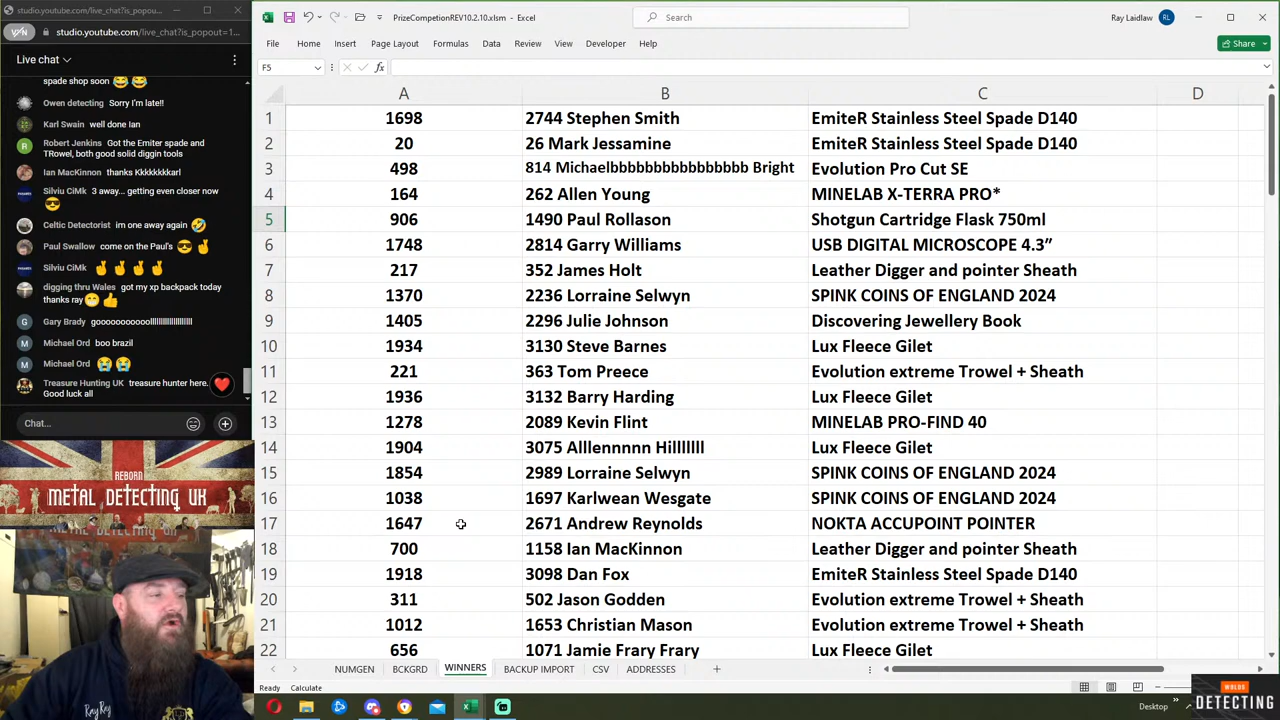 studio.youtube.com/live_chat?is_popou...
studio.youtube.com/live_chat?is_popout=1...
Live chat
spade shop soon 😂😂
Owen detecting Sorry I'm late!!
Karl Swain well done Ian
Robert Jenkins Got the Emiter spade and
TRowel, both good solid diggin
tools
Ian MacKinnon thanks Kkkkkkkkarl
Silviu CiMk 3 away... getting even closer now
😎
Celtic Detectorist im one away again 🤣
Paul Swallow come on the Paul's 😎🤞
Silviu CiMk 🤞🤞🤞🤞
digging thru Wales got my xp backpack today
thanks ray😁👍
Gary Brady goooooooooolllllllllllllllllll
Michael Ord boo brazil
Michael Ord 😭😭
Treasure Hunting UK treasure hunter here.
Good luck all
Chat...
REBORN
METAL DETECTING UK
PrizeCompetionREV10.2.10.xlsm - Excel
Search
Ray Laidlaw RL
File Home Insert Page Layout Formulas Data Review View Developer Help
Share
F5 fx
A B C D
1 1698 2744 Stephen Smith EmiteR Stainless Steel Spade D140
2 20 26 Mark Jessamine EmiteR Stainless Steel Spade D140
3 498 814 Michaelbbbbbbbbbbbbbbbb Bright Evolution Pro Cut SE
4 164 262 Allen Young MINELAB X-TERRA PRO*
5 906 1490 Paul Rollason Shotgun Cartridge Flask 750ml
6 1748 2814 Garry Williams USB DIGITAL MICROSCOPE 4.3”
7 217 352 James Holt Leather Digger and pointer Sheath
8 1370 2236 Lorraine Selwyn SPINK COINS OF ENGLAND 2024
9 1405 2296 Julie Johnson Discovering Jewellery Book
10 1934 3130 Steve Barnes Lux Fleece Gilet
11 221 363 Tom Preece Evolution extreme Trowel + Sheath
12 1936 3132 Barry Harding Lux Fleece Gilet
13 1278 2089 Kevin Flint MINELAB PRO-FIND 40
14 1904 3075 Alllennnnn Hillllllll Lux Fleece Gilet
15 1854 2989 Lorraine Selwyn SPINK COINS OF ENGLAND 2024
16 1038 1697 Karlwean Wesgate SPINK COINS OF ENGLAND 2024
17 1647 2671 Andrew Reynolds NOKTA ACCUPOINT POINTER
18 700 1158 Ian MacKinnon Leather Digger and pointer Sheath
19 1918 3098 Dan Fox EmiteR Stainless Steel Spade D140
20 311 502 Jason Godden Evolution extreme Trowel + Sheath
21 1012 1653 Christian Mason Evolution extreme Trowel + Sheath
22 656 1071 Jamie Frary Frary Lux Fleece Gilet
NUMGEN BCKGRD WINNERS BACKUP IMPORT CSV ADDRESSES
Ready Calculate
Desktop
DETECTING